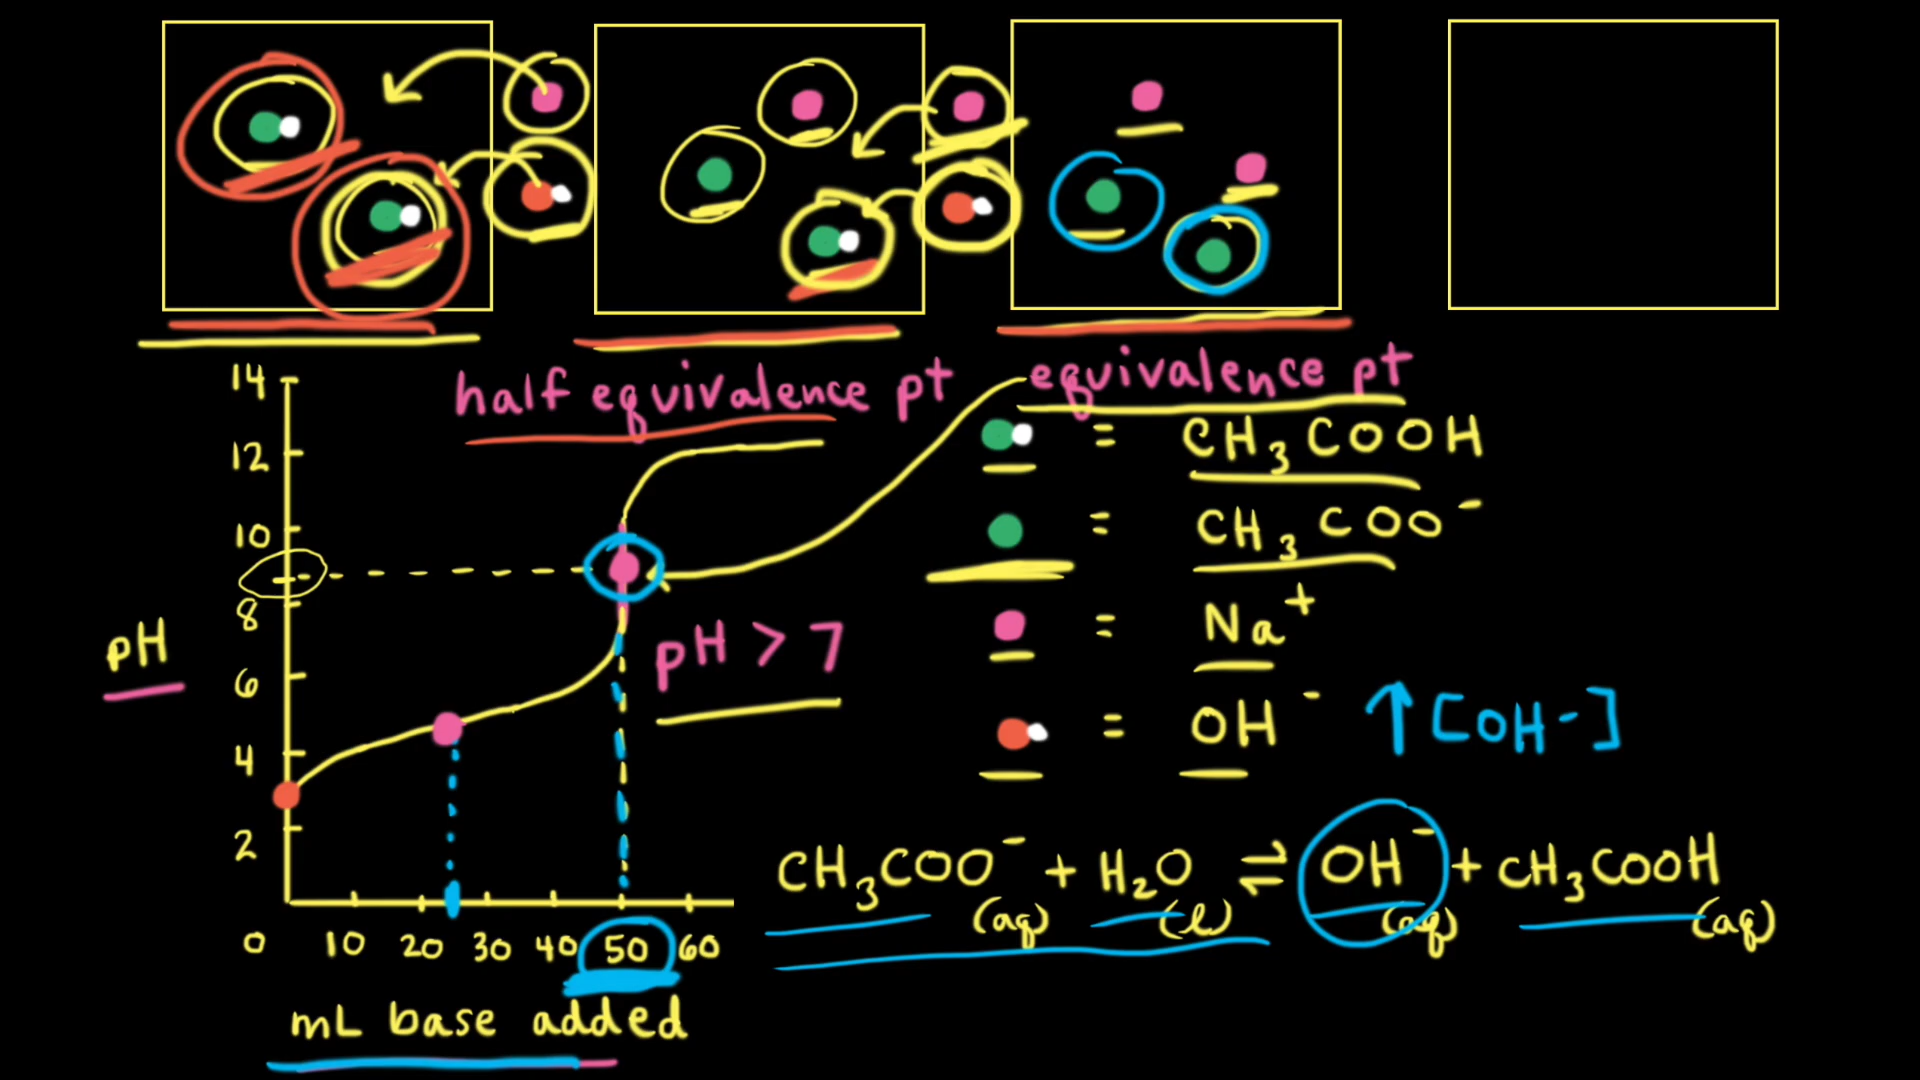 half equivalence pt
equivalence pt
14
12
10
8
6
4
2
pH
pH > 7
= CH3COOH
= CH3COO-
= Na+
= OH-
↑[OH-]
CH3COO-(aq) + H2O(l) ⇌ OH-(aq) + CH3COOH(aq)
0 10 20 30 40 50 60
mL base added